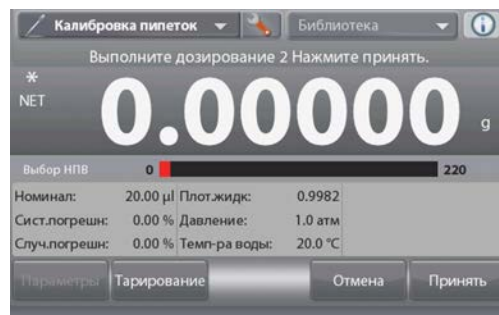 Калибровка пипеток Библиотека
Выполните дозирование 2 Нажмите принять.
*
NET 0.00000 g
Выбор НПВ 0 220
Номинал: 20.00 µl Плот.жидк: 0.9982
Сист.погрешн: 0.00 % Давление: 1.0 атм
Случ.погрешн: 0.00 % Темп-ра воды: 20.0 °C
Параметры Тарирование Отмена Принять